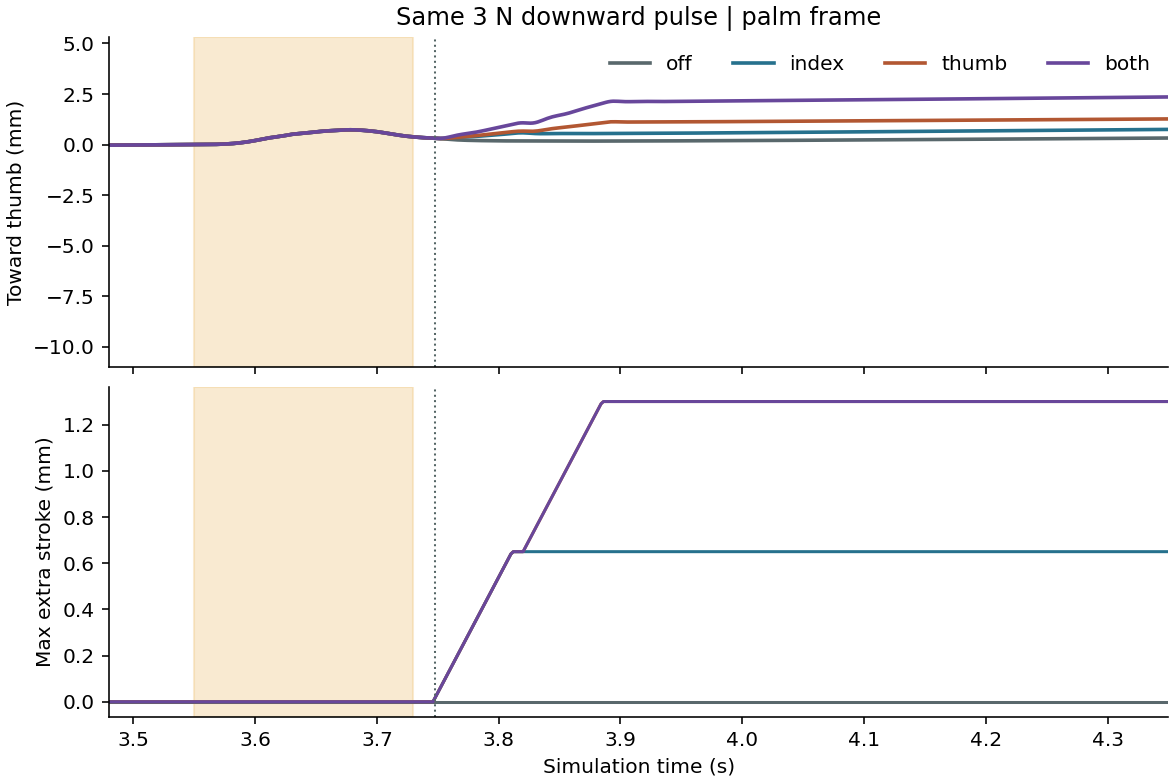 Same 3 N downward pulse | palm frame
off index thumb both
Toward thumb (mm)
5.0
2.5
0.0
−2.5
−5.0
−7.5
−10.0
Max extra stroke (mm)
1.2
1.0
0.8
0.6
0.4
0.2
0.0
3.5 3.6 3.7 3.8 3.9 4.0 4.1 4.2 4.3
Simulation time (s)